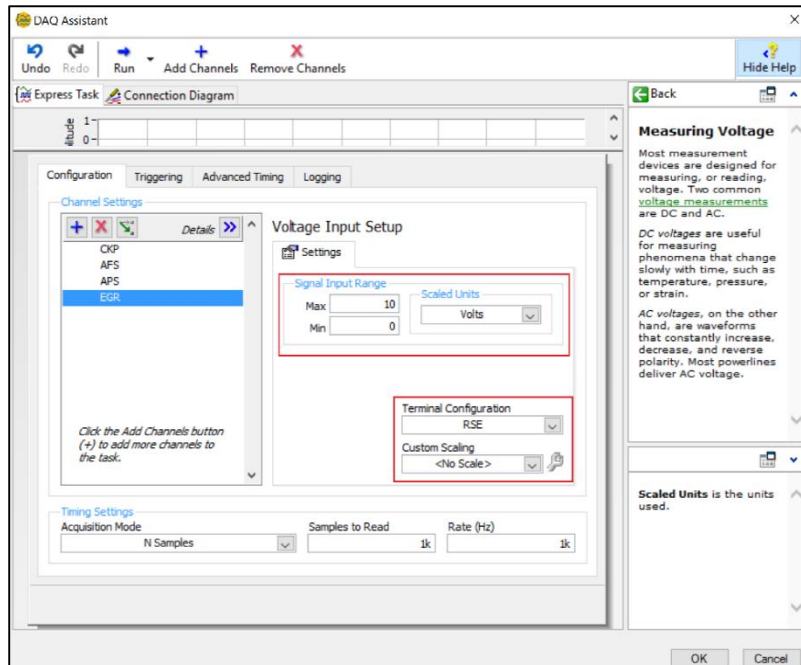 DAQ Assistant
Undo Redo Run Add Channels Remove Channels Hide Help
Express Task Connection Diagram
1
0
Configuration Triggering Advanced Timing Logging
Channel Settings
Details
CKP
AFS
APS
EGR
Click the Add Channels button
(+) to add more channels to
the task.
Voltage Input Setup
Settings
Signal Input Range
Max 10
Min 0
Scaled Units
Volts
Terminal Configuration
RSE
Custom Scaling
<No Scale>
Timing Settings
Acquisition Mode Samples to Read Rate (Hz)
N Samples 1k 1k
Back
Measuring Voltage
Most measurement
devices are designed for
measuring, or reading,
voltage. Two common
voltage measurements
are DC and AC.
DC voltages are useful
for measuring
phenomena that change
slowly with time, such as
temperature, pressure,
or strain.
AC voltages, on the other
hand, are waveforms
that constantly increase,
decrease, and reverse
polarity. Most powerlines
deliver AC voltage.
Scaled Units is the units
used.
OK Cancel